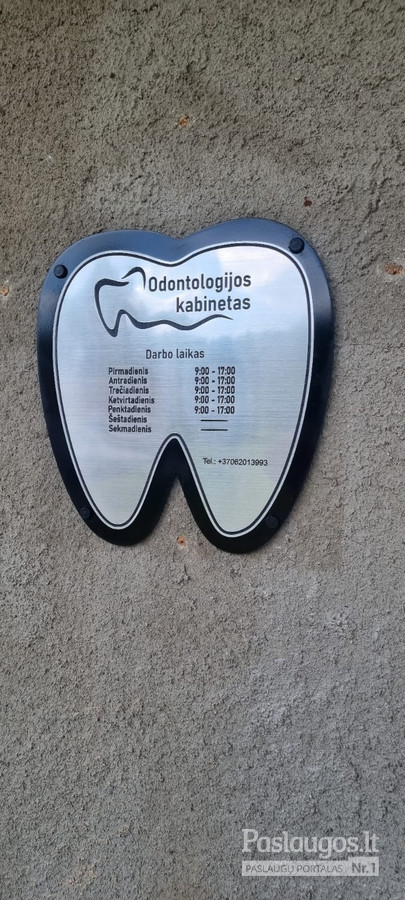 Odontologijos
kabinetas
Darbo laikas
Pirmadienis 9:00 - 17:00
Antradienis 9:00 - 17:00
Trečiadienis 9:00 - 17:00
Ketvirtadienis 9:00 - 17:00
Penktadienis 9:00 - 17:00
Šeštadienis
Sekmadienis
Tel.: +37062013993
Paslaugos.lt
PASLAUGŲ PORTALAS Nr.1